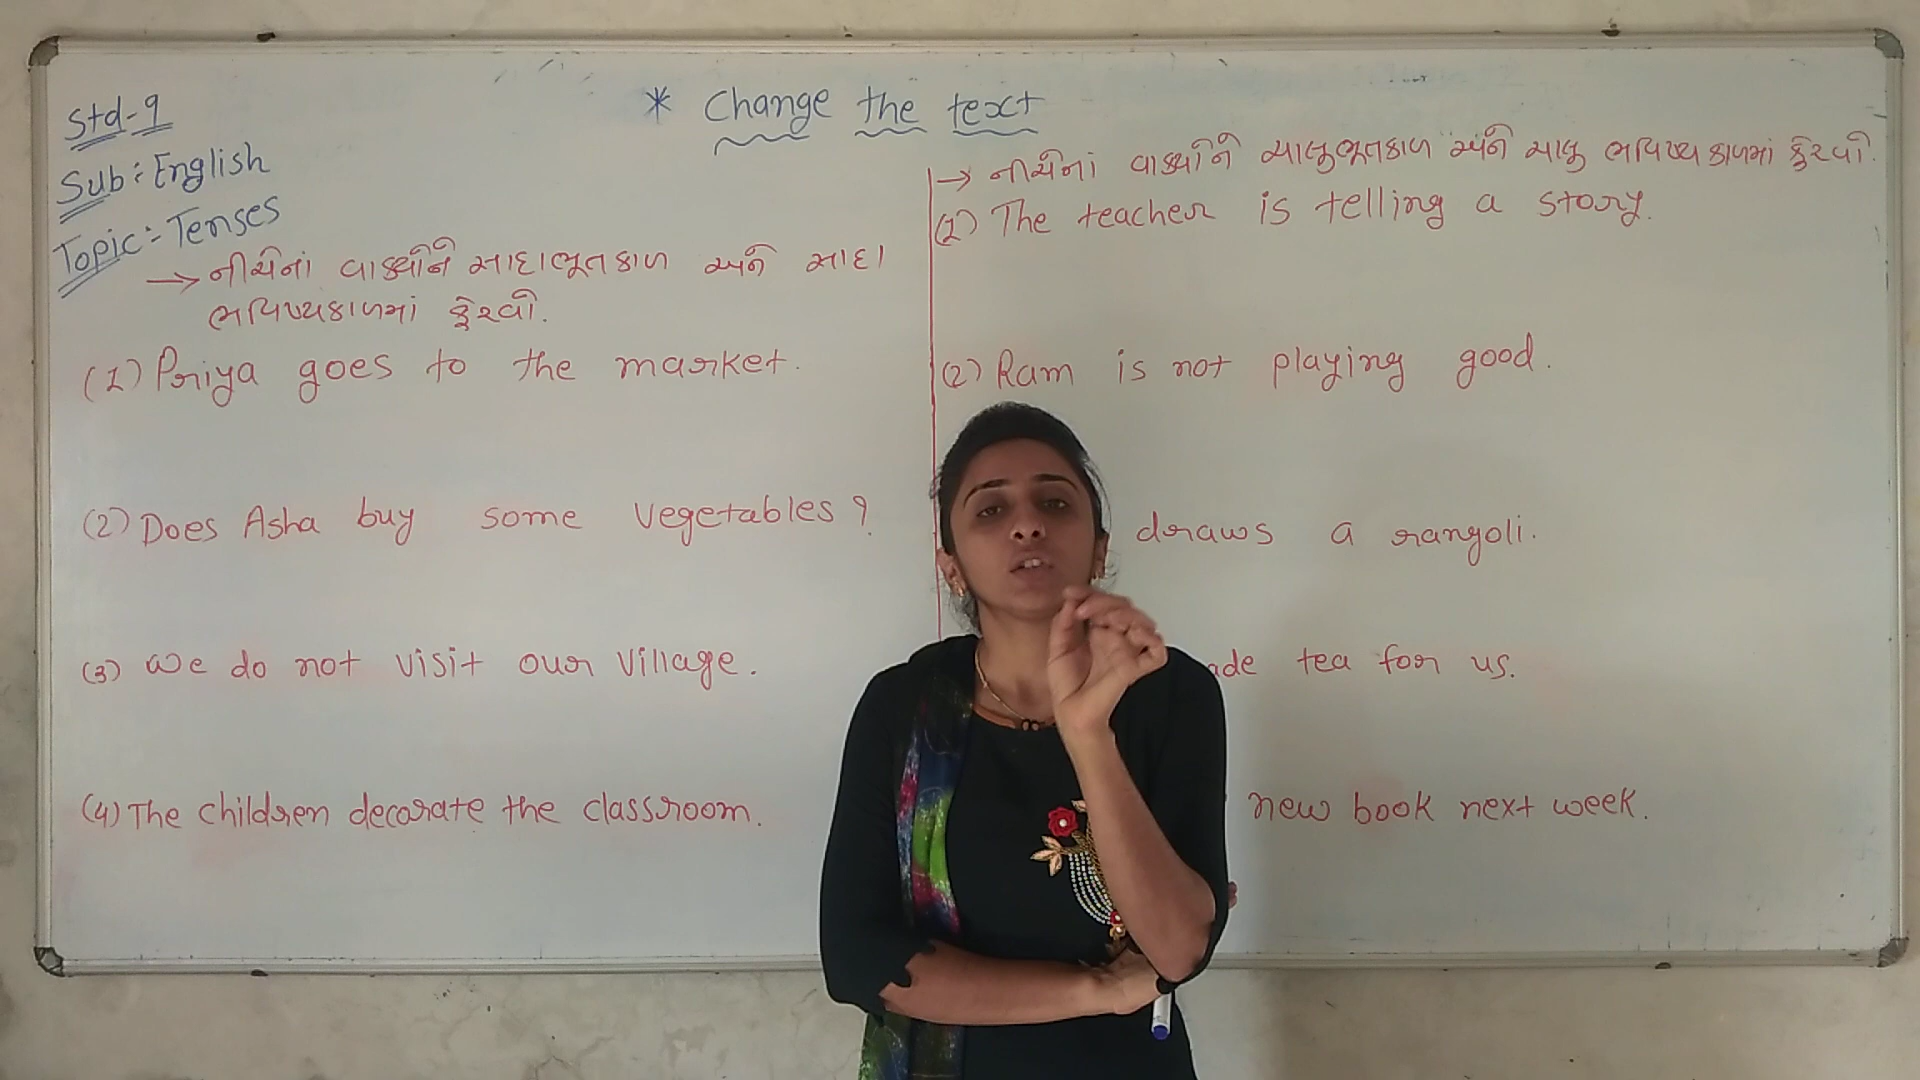 Std-9
Sub:English
Topic:-Tenses
* Change the text
→ નીચેનાં વાક્યોને સાદાભૂતકાળ અને સાદા
ભવિષ્યકાળમાં ફેરવો.
(1) Priya goes to the market.
(2) Does Asha buy some vegetables?
(3) We do not visit our village.
(4) The children decorate the classroom.
→ નીચેનાં વાક્યોને ચાલુભૂતકાળ અને ચાલુ ભવિષ્યકાળમાં ફેરવો.
(1) The teacher is telling a story.
(2) Ram is not playing good.
draws a rangoli.
tea for us.
new book next week.